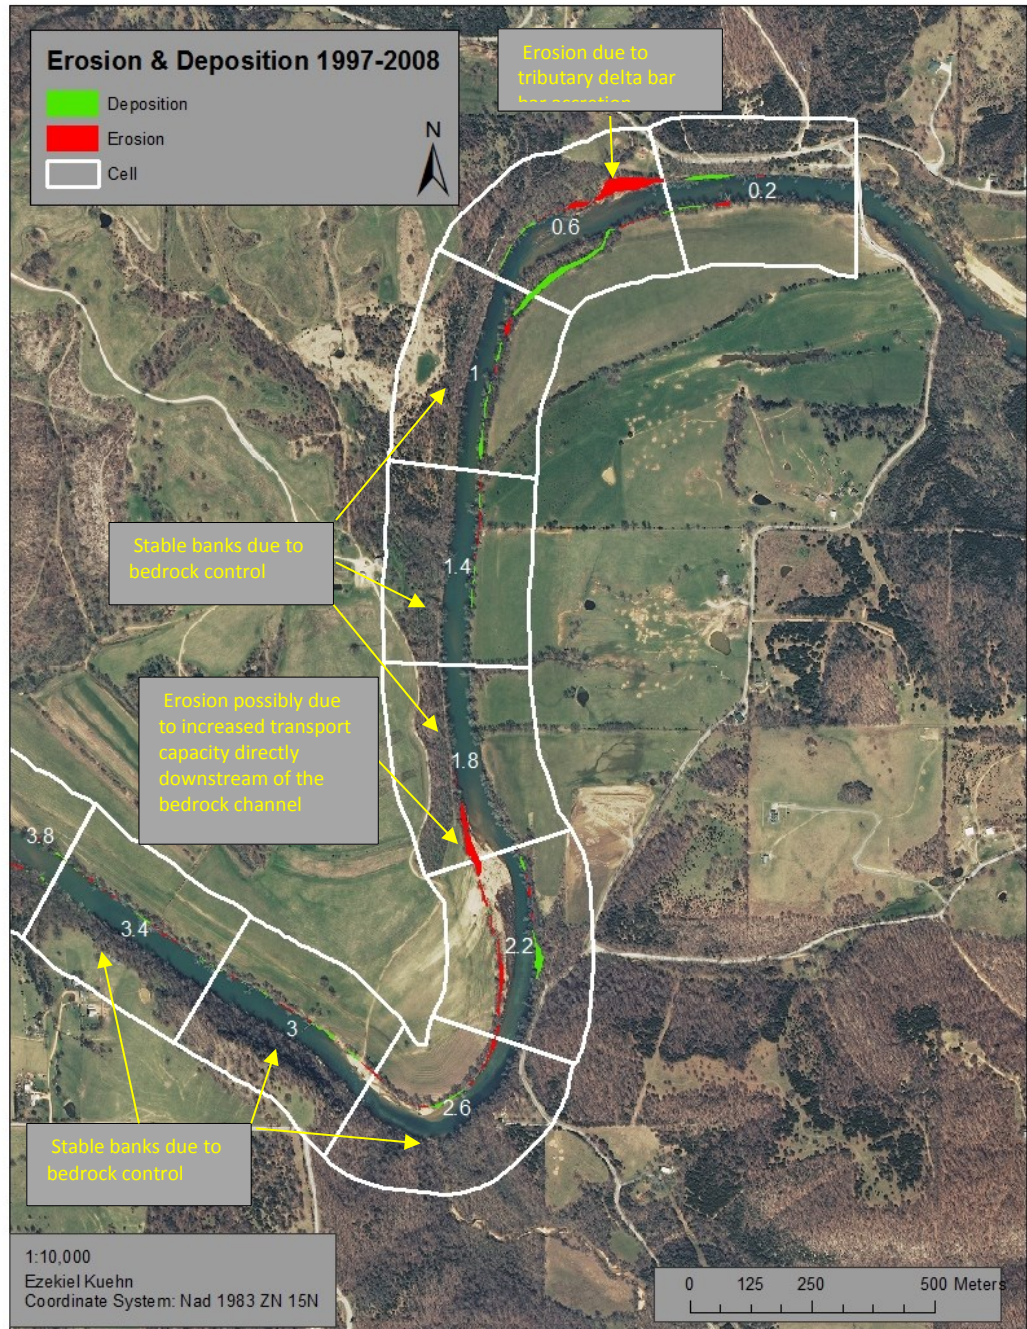 Erosion & Deposition 1997-2008
Deposition
Erosion
Cell
N
Erosion due to
tributary delta bar
bar accretion
0.2
0.6
1
Stable banks due to
bedrock control
1.4
Erosion possibly due
to increased transport
capacity directly
downstream of the
bedrock channel
1.8
3.8
3.4
2.2
3
2.6
Stable banks due to
bedrock control
1:10,000
Ezekiel Kuehn
Coordinate System: Nad 1983 ZN 15N
0 125 250 500 Meters